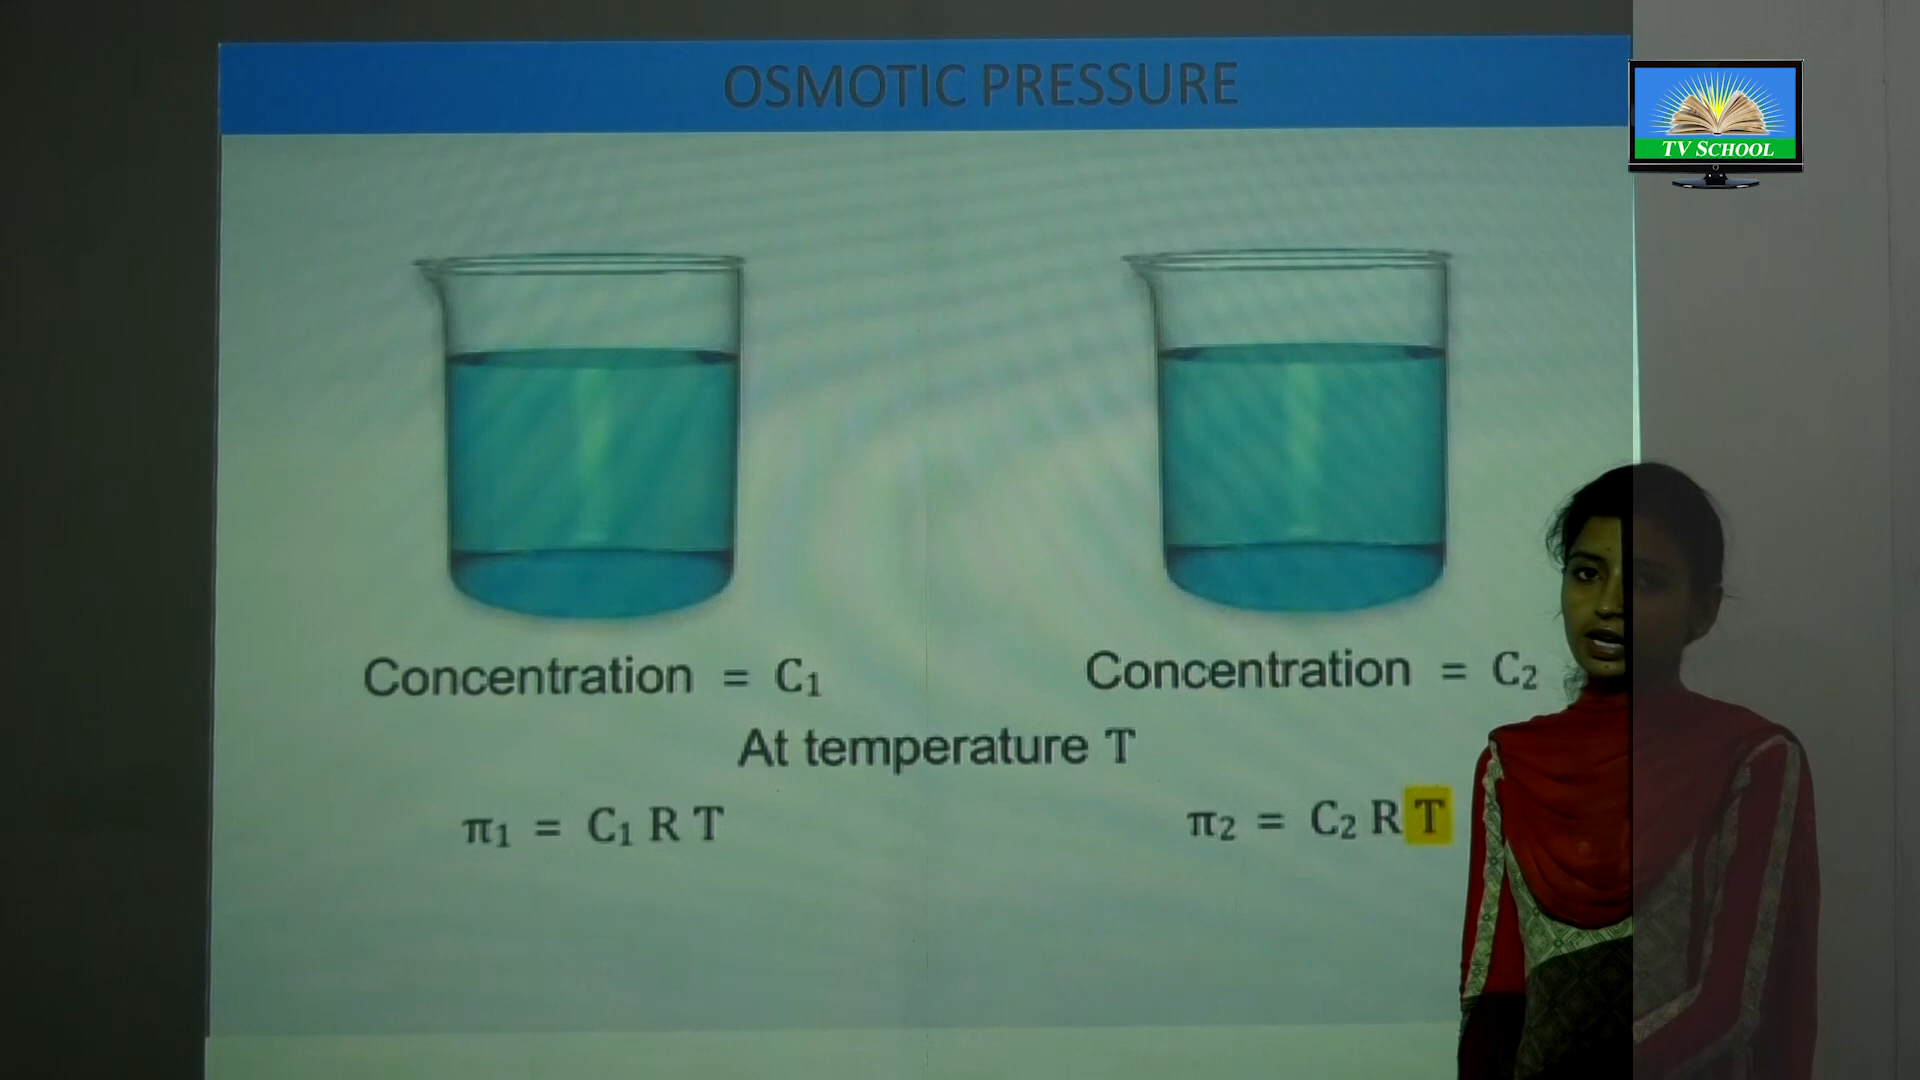 OSMOTIC PRESSURE
TV SCHOOL
Concentration = C₁
Concentration = C₂
At temperature T
π₁ = C₁ R T
π₂ = C₂ R T